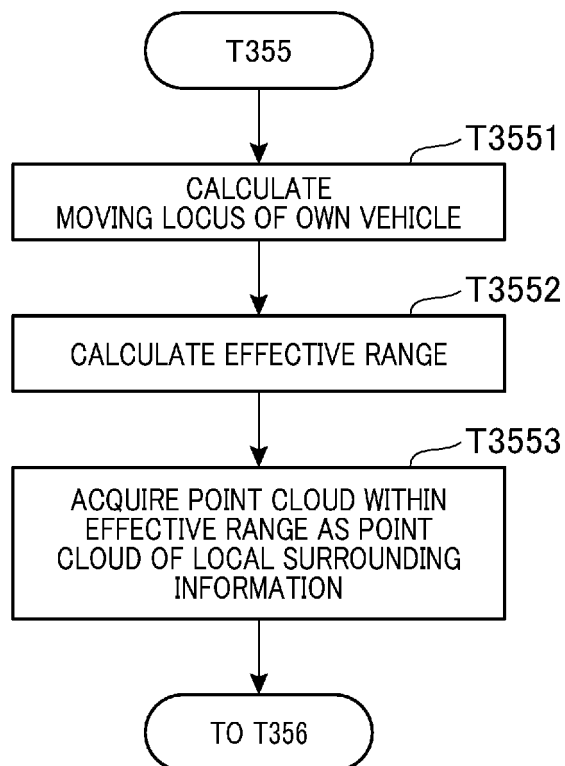 T355
T3551
CALCULATE
MOVING LOCUS OF OWN VEHICLE
T3552
CALCULATE EFFECTIVE RANGE
T3553
ACQUIRE POINT CLOUD WITHIN
EFFECTIVE RANGE AS POINT
CLOUD OF LOCAL SURROUNDING
INFORMATION
TO T356